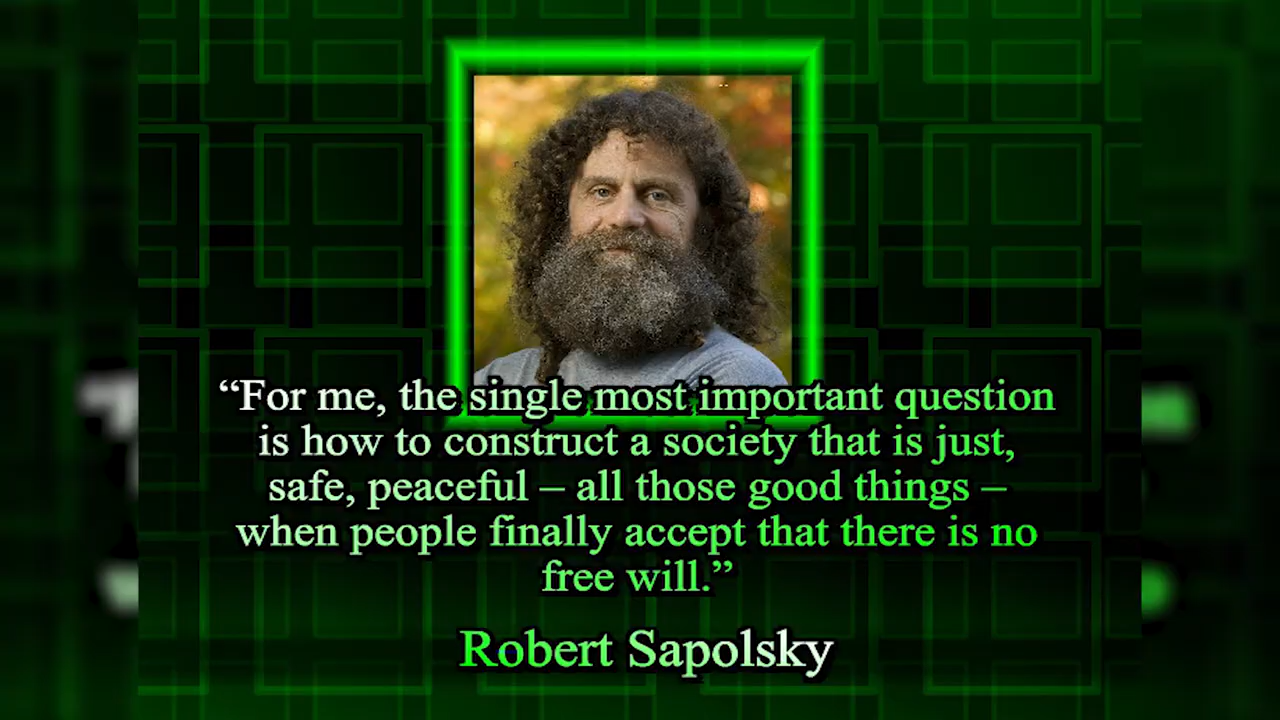 “For me, the single most important question
is how to construct a society that is just,
safe, peaceful – all those good things –
when people finally accept that there is no
free will.”
Robert Sapolsky